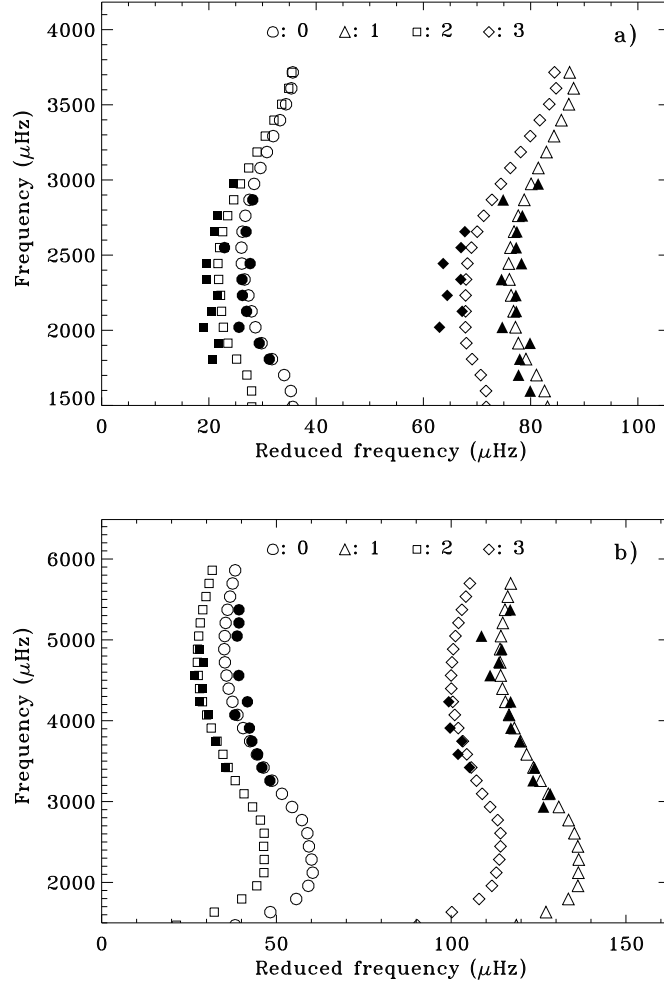 4000
3500
3000
2500
2000
1500
Frequency (μHz)
○: 0 △: 1 □: 2 ◇: 3
a)
0 20 40 60 80 100
Reduced frequency (μHz)
6000
5000
4000
3000
2000
Frequency (μHz)
○: 0 △: 1 □: 2 ◇: 3
b)
0 50 100 150
Reduced frequency (μHz)